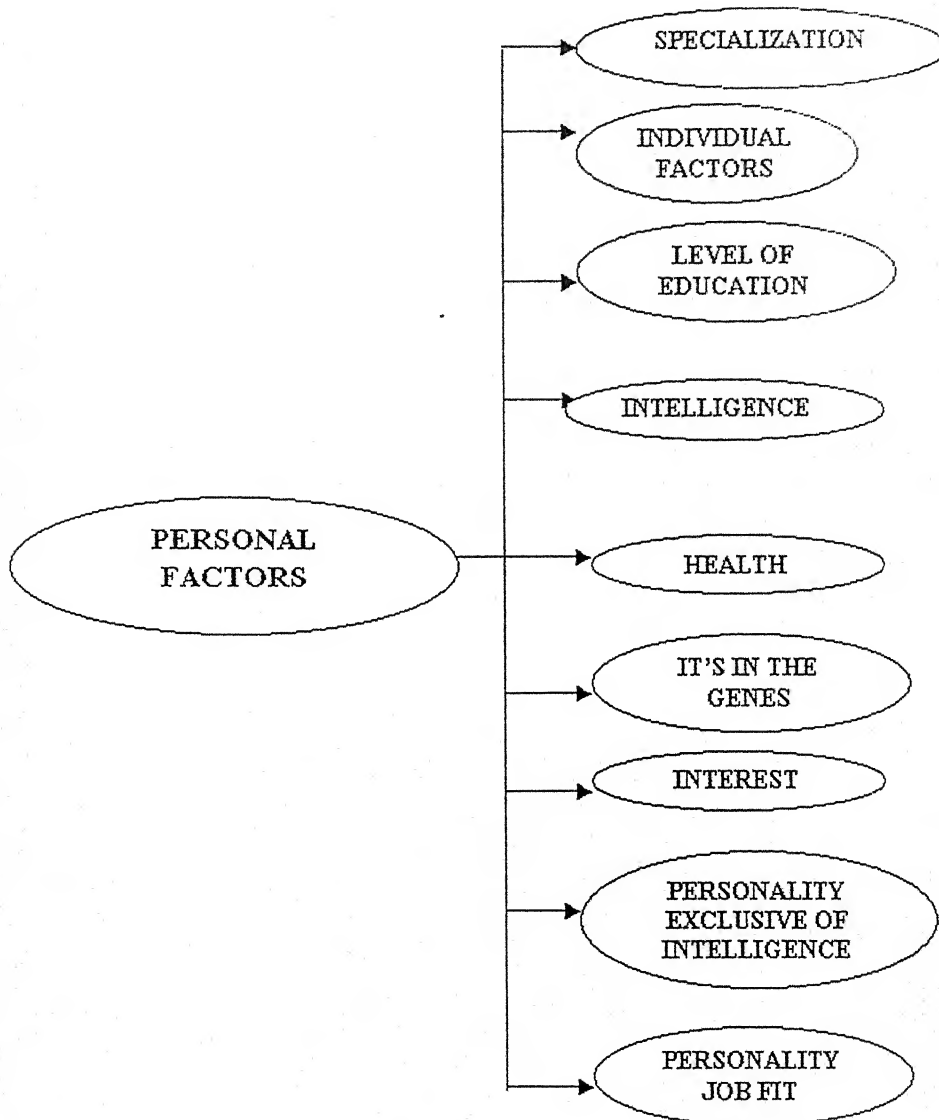 SPECIALIZATION
INDIVIDUAL
FACTORS
LEVEL OF
EDUCATION
INTELLIGENCE
PERSONAL
FACTORS
HEALTH
IT'S IN THE
GENES
INTEREST
PERSONALITY
EXCLUSIVE OF
INTELLIGENCE
PERSONALITY
JOB FIT